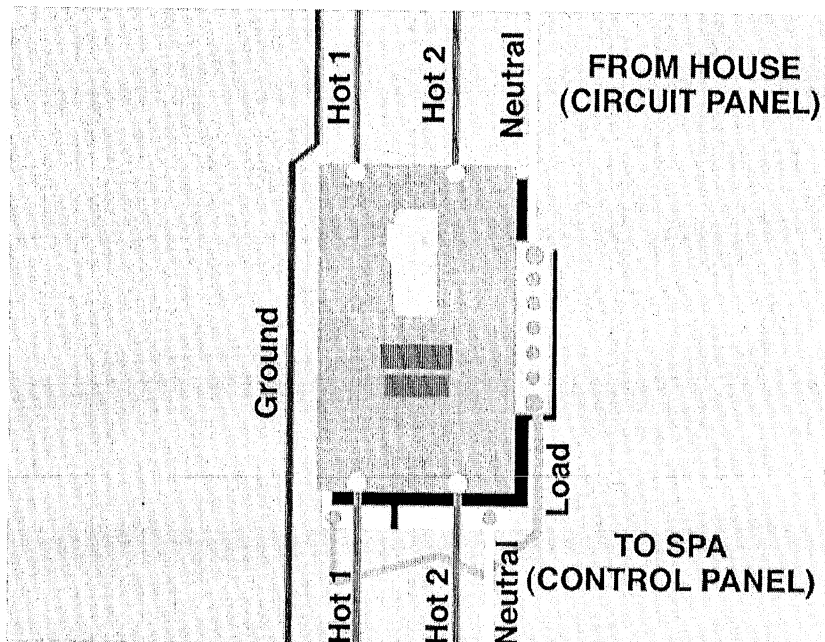 Hot 1
Hot 2
Neutral
FROM HOUSE
(CIRCUIT PANEL)
Ground
Load
Hot 1
Hot 2
Neutral
TO SPA
(CONTROL PANEL)